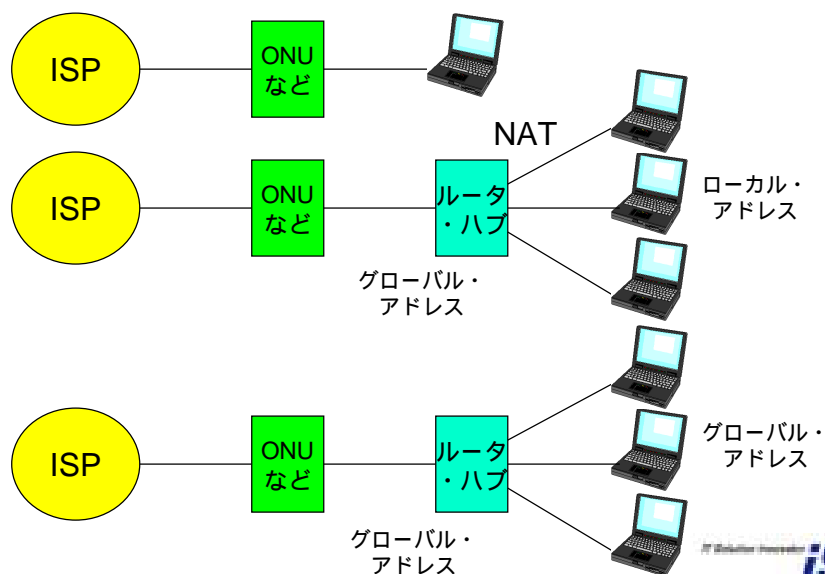 ISP
ONU
など
NAT
ISP
ONU
など
ルータ
・ハブ
ローカル・
アドレス
グローバル・
アドレス
ISP
ONU
など
ルータ
・ハブ
グローバル・
アドレス
グローバル・
アドレス
IT Solution Innovator